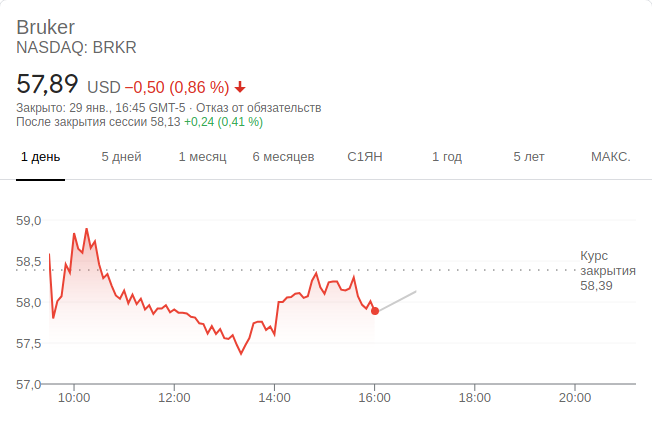 Bruker
NASDAQ: BRKR
57,89 USD −0,50 (0,86 %)
Закрыто: 29 янв., 16:45 GMT-5 · Отказ от обязательств
После закрытия сессии 58,13 +0,24 (0,41 %)
1 день 5 дней 1 месяц 6 месяцев С1ЯН 1 год 5 лет МАКС.
59,0
58,5
58,0
57,5
57,0
Курс
закрытия
58,39
10:00 12:00 14:00 16:00 18:00 20:00